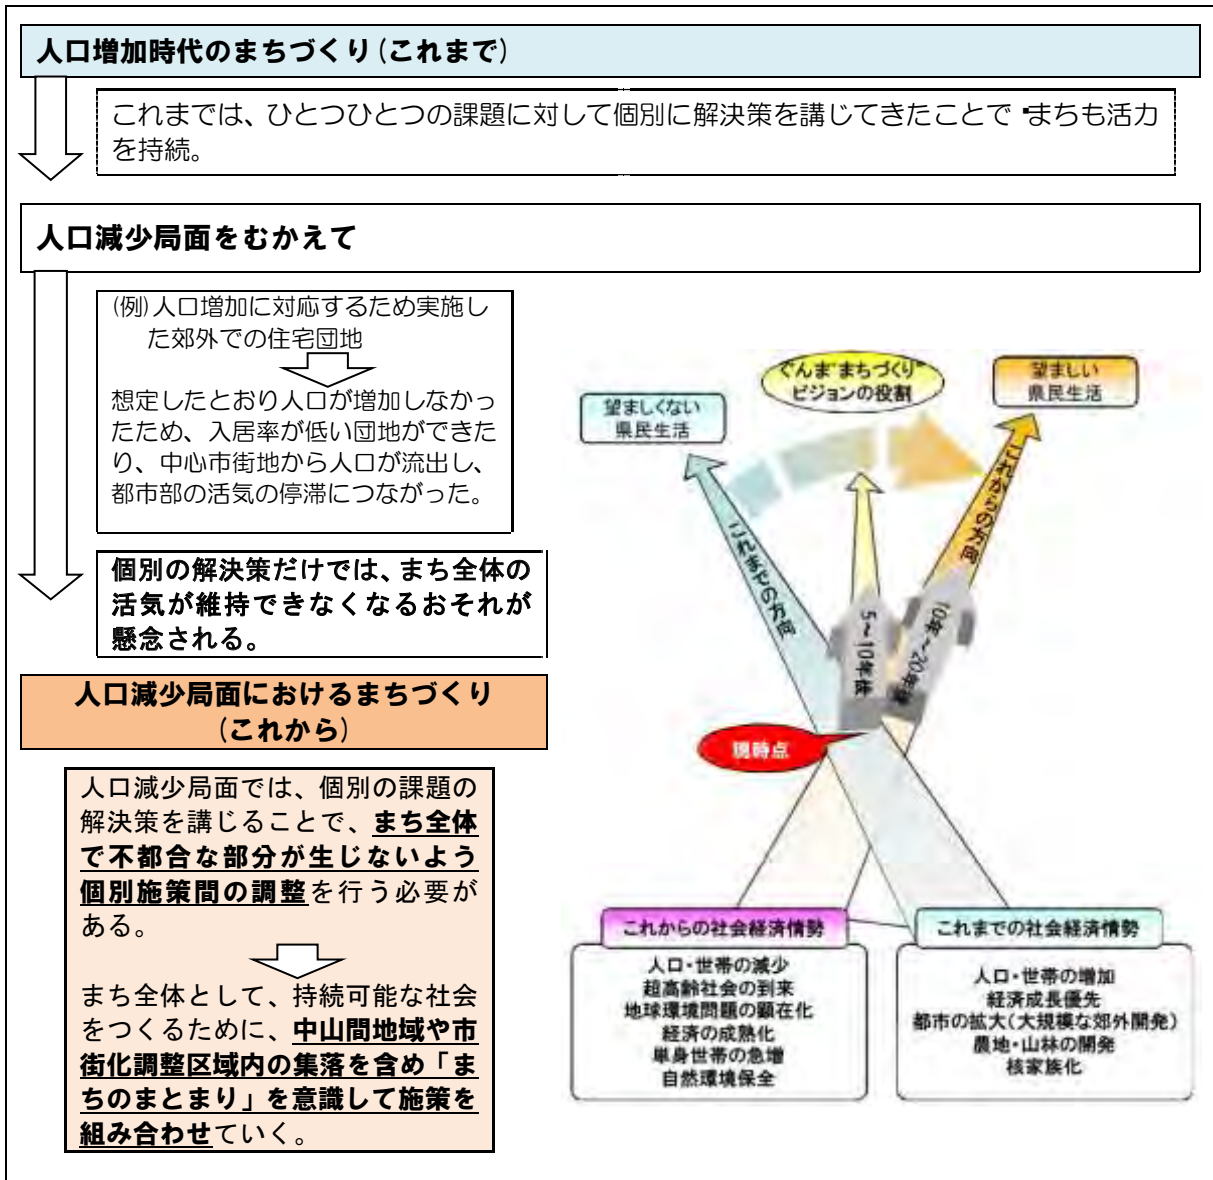 人口増加時代のまちづくり(これまで)
これまでは、ひとつひとつの課題に対して個別に解決策を講じてきたことで、まちも活力
を持続。
人口減少局面をむかえて
(例)人口増加に対応するため実施し
た郊外での住宅団地
想定したとおり人口が増加しなかっ
たため、入居率が低い団地ができた
り、中心市街地から人口が流出し、
都市部の活気の停滞につながった。
個別の解決策だけでは、まち全体の
活気が維持できなくなるおそれが
懸念される。
人口減少局面におけるまちづくり
(これから)
人口減少局面では、個別の課題の
解決策を講じることで、まち全体
で不都合な部分が生じないよう
個別施策間の調整を行う必要が
ある。
まち全体として、持続可能な社会
をつくるために、中山間地域や市
街化調整区域内の集落を含め「ま
ちのまとまり」を意識して施策を
組み合わせていく。
望ましくない
県民生活
ぐんま"まちづくり"
ビジョンの役割
望ましい
県民生活
これまでの方向
これからの方向
5~10年後
10年~20年後
現時点
これからの社会経済情勢
人口・世帯の減少
超高齢社会の到来
地球環境問題の顕在化
経済の成熟化
単身世帯の急増
自然環境保全
これまでの社会経済情勢
人口・世帯の増加
経済成長優先
都市の拡大(大規模な郊外開発)
農地・山林の開発
核家族化